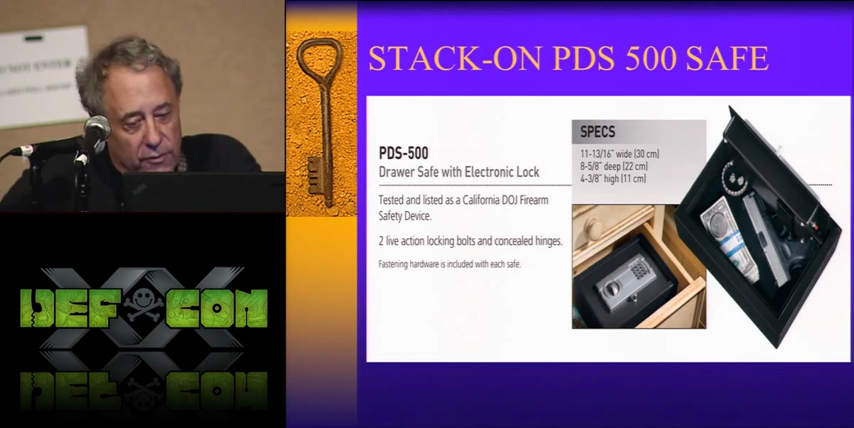 O NOT ENTER
STACK-ON PDS 500 SAFE
PDS-500
Drawer Safe with Electronic Lock
Tested and listed as a California DOJ Firearm
Safety Device.
2 live action locking bolts and concealed hinges.
Fastening hardware is included with each safe.
SPECS
11-13/16" wide (30 cm)
8-5/8" deep (22 cm)
4-3/8" high (11 cm)
DEF CON
XX